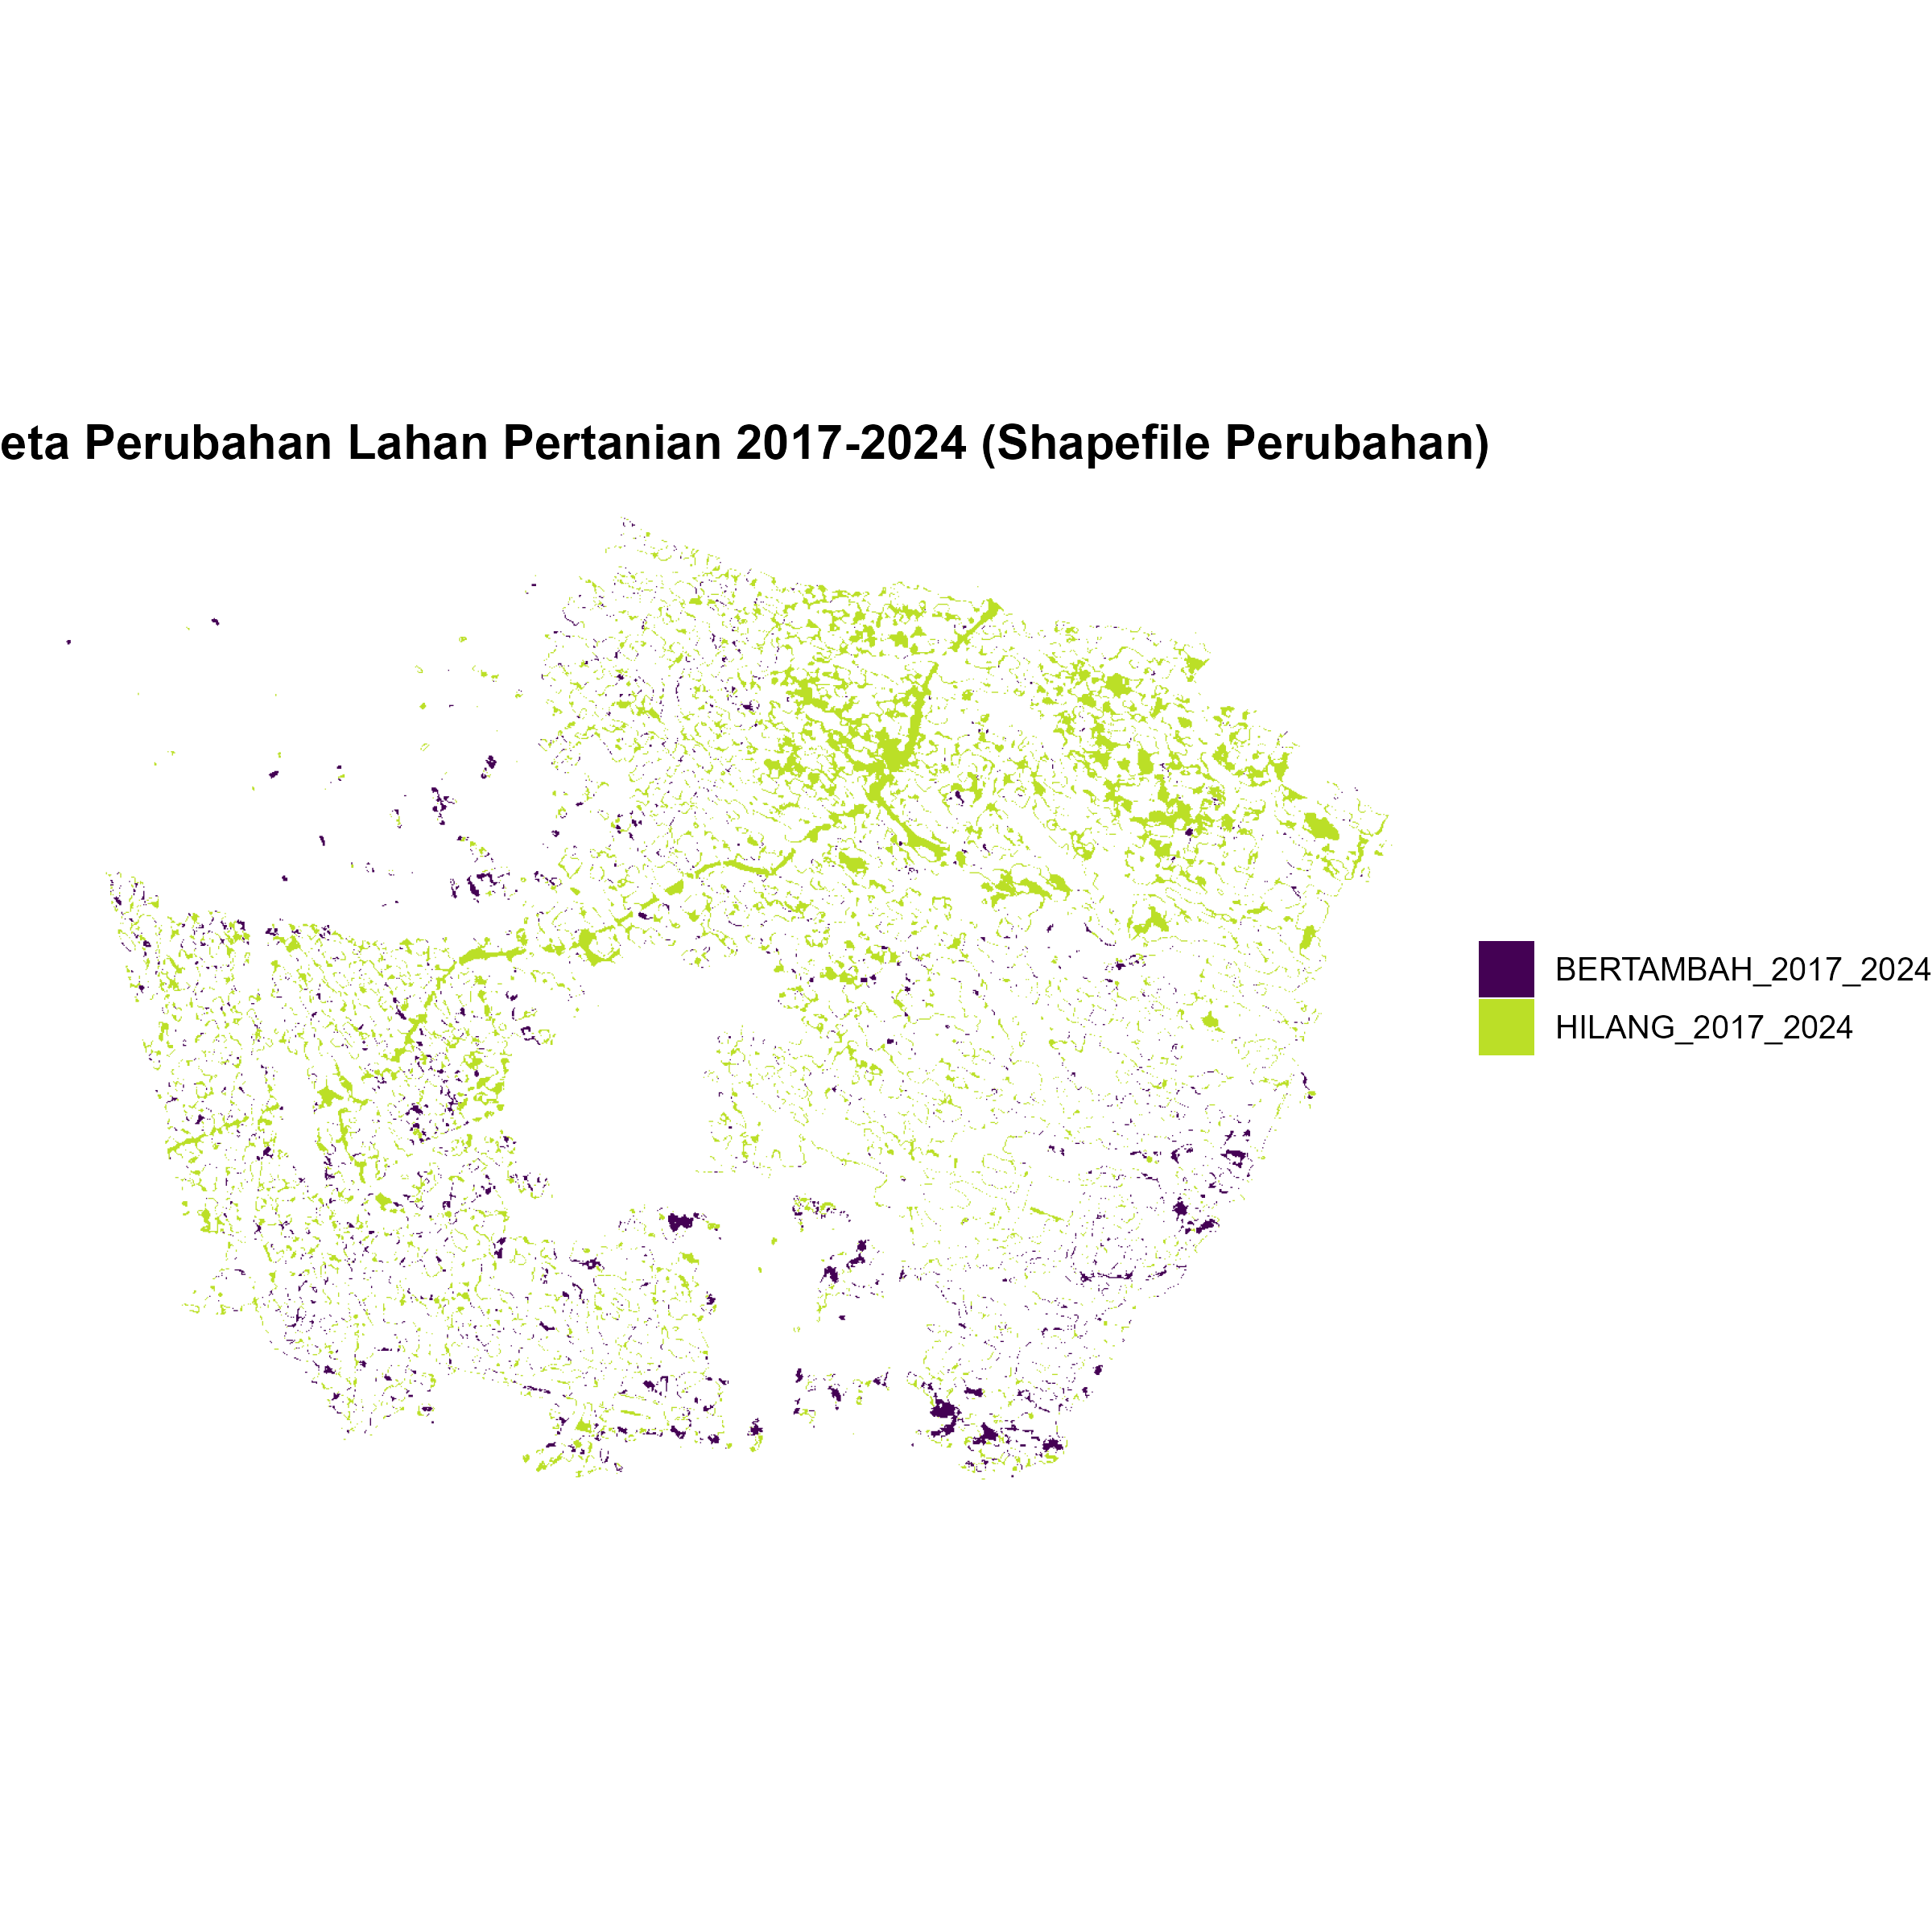 eta Perubahan Lahan Pertanian 2017-2024 (Shapefile Perubahan)
BERTAMBAH_2017_2024
HILANG_2017_2024